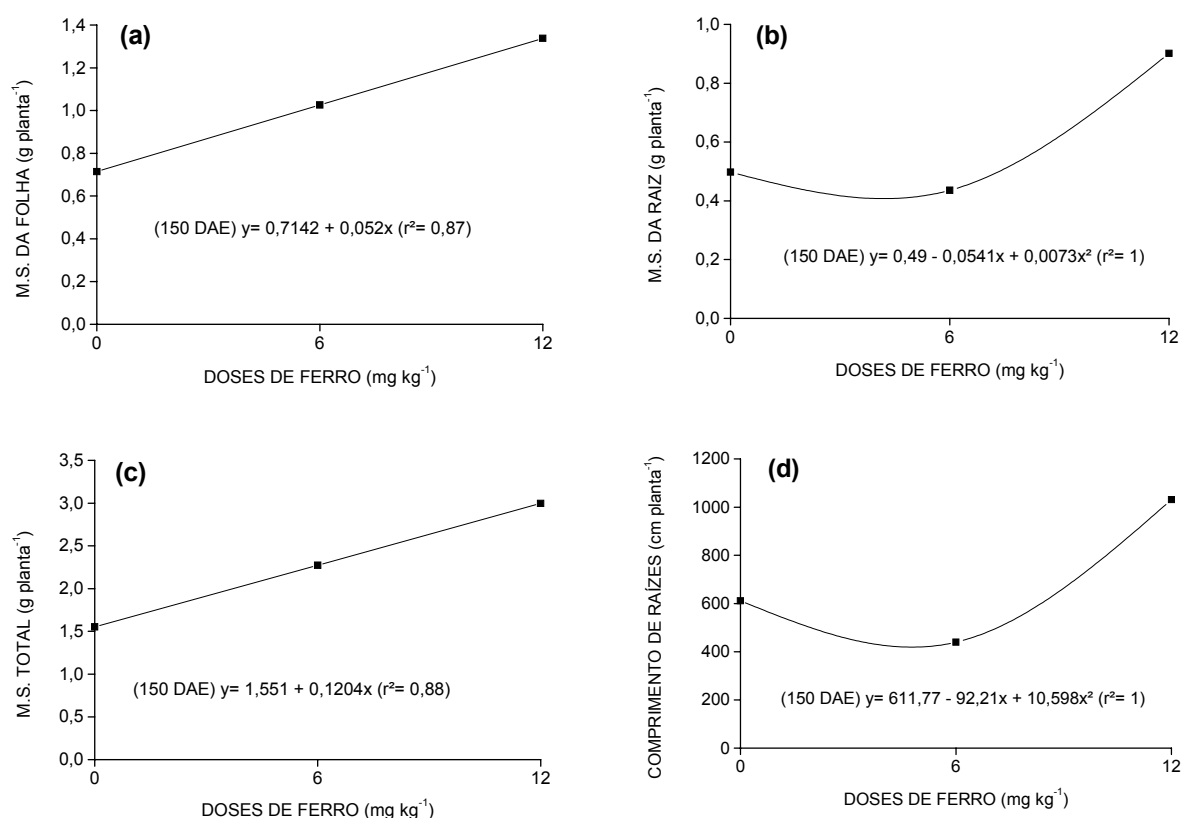 (a)
M.S. DA FOLHA (g planta⁻¹)
1,4
1,2
1,0
0,8
0,6
0,4
0,2
0,0
(150 DAE) y= 0,7142 + 0,052x (r²= 0,87)
0 6 12
DOSES DE FERRO (mg kg⁻¹)
(b)
M.S. DA RAIZ (g planta⁻¹)
1,0
0,8
0,6
0,4
0,2
0,0
(150 DAE) y= 0,49 - 0,0541x + 0,0073x² (r²= 1)
0 6 12
DOSES DE FERRO (mg kg⁻¹)
(c)
M.S. TOTAL (g planta⁻¹)
3,5
3,0
2,5
2,0
1,5
1,0
0,5
0,0
(150 DAE) y= 1,551 + 0,1204x (r²= 0,88)
0 6 12
DOSES DE FERRO (mg kg⁻¹)
(d)
COMPRIMENTO DE RAÍZES (cm planta⁻¹)
1200
1000
800
600
400
200
0
(150 DAE) y= 611,77 - 92,21x + 10,598x² (r²= 1)
0 6 12
DOSES DE FERRO (mg kg⁻¹)